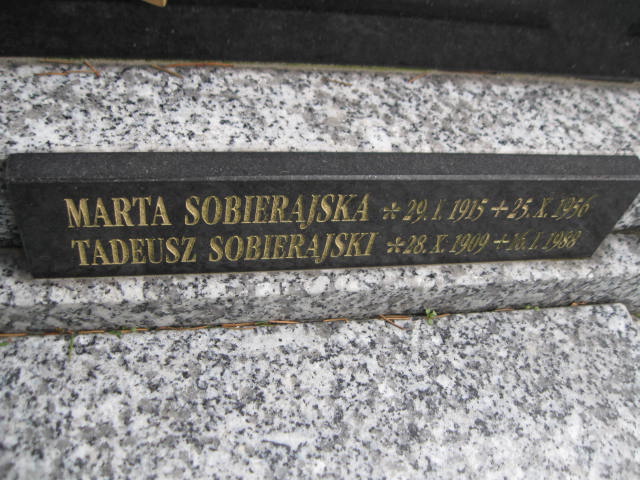 MARTA SOBIERAJSKA * 29. I. 1915 + 25. X. 1956
TADEUSZ SOBIERAJSKI * 28. X. 1909 + 16. I. 1988